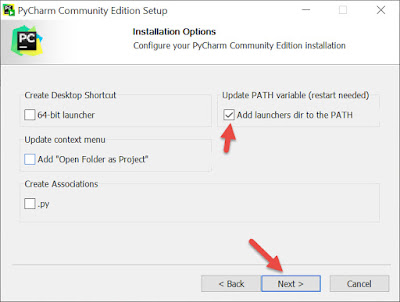 PyCharm Community Edition Setup
PC
Installation Options
Configure your PyCharm Community Edition installation
Create Desktop Shortcut
64-bit launcher
Update PATH variable (restart needed)
Add launchers dir to the PATH
Update context menu
Add "Open Folder as Project"
Create Associations
.py
< Back
Next >
Cancel